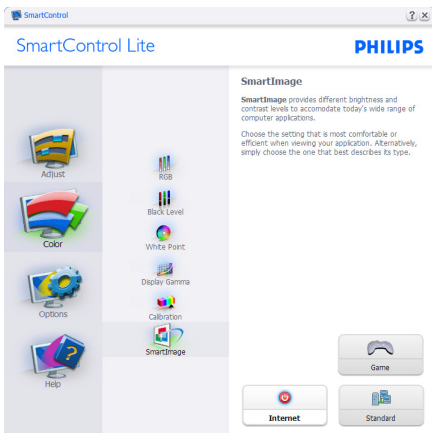 SmartControl
SmartControl Lite
PHILIPS
Adjust
Color
Options
Help
RGB
Black Level
White Point
Display Gamma
Calibration
SmartImage
SmartImage
SmartImage provides different brightness and
contrast levels to accomodate today's wide range of
computer applications.
Choose the setting that is most comfortable or
efficient when viewing your application. Alternatively,
simply choose the one that best describes its type.
Game
Internet
Standard